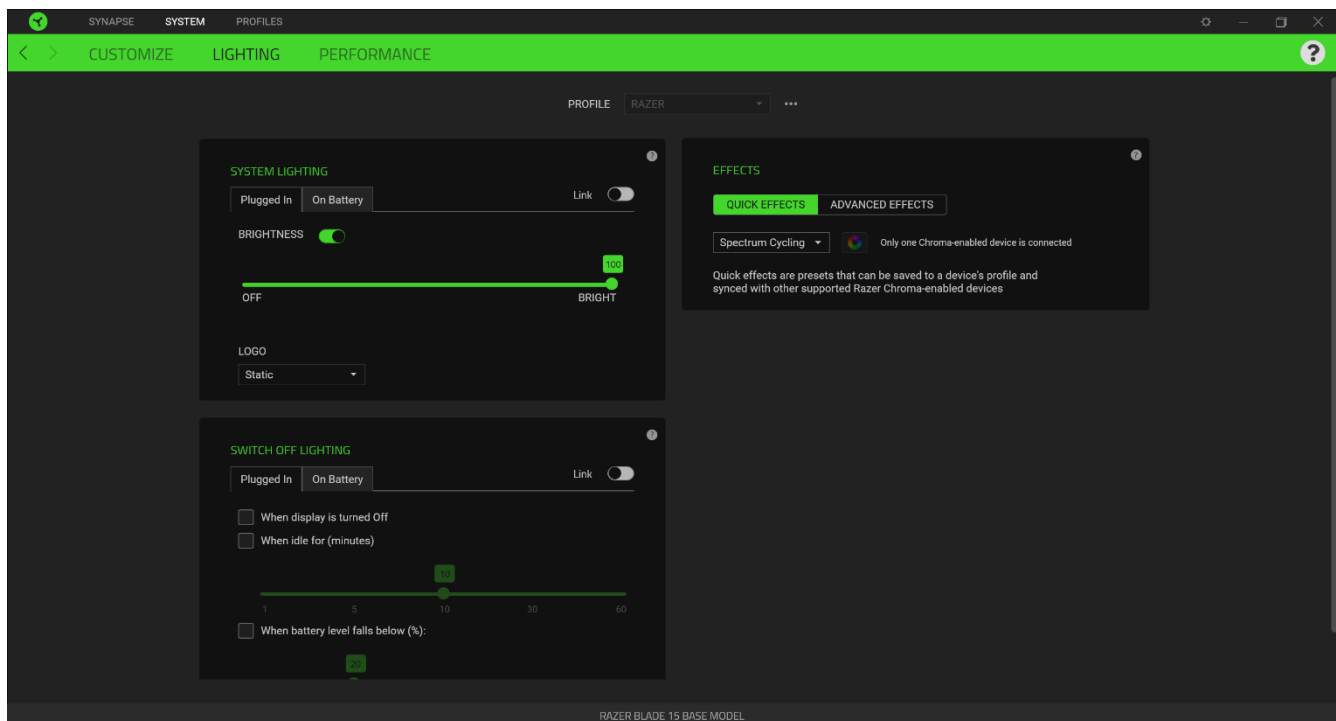 SYNAPSE SYSTEM PROFILES
CUSTOMIZE LIGHTING PERFORMANCE ?
PROFILE RAZER
SYSTEM LIGHTING ?
Plugged In On Battery Link
BRIGHTNESS
100
OFF BRIGHT
LOGO
Static
EFFECTS ?
QUICK EFFECTS ADVANCED EFFECTS
Spectrum Cycling Only one Chroma-enabled device is connected
Quick effects are presets that can be saved to a device's profile and
synced with other supported Razer Chroma-enabled devices
SWITCH OFF LIGHTING ?
Plugged In On Battery Link
When display is turned Off
When idle for (minutes)
10
1 5 10 30 60
When battery level falls below (%):
20
RAZER BLADE 15 BASE MODEL